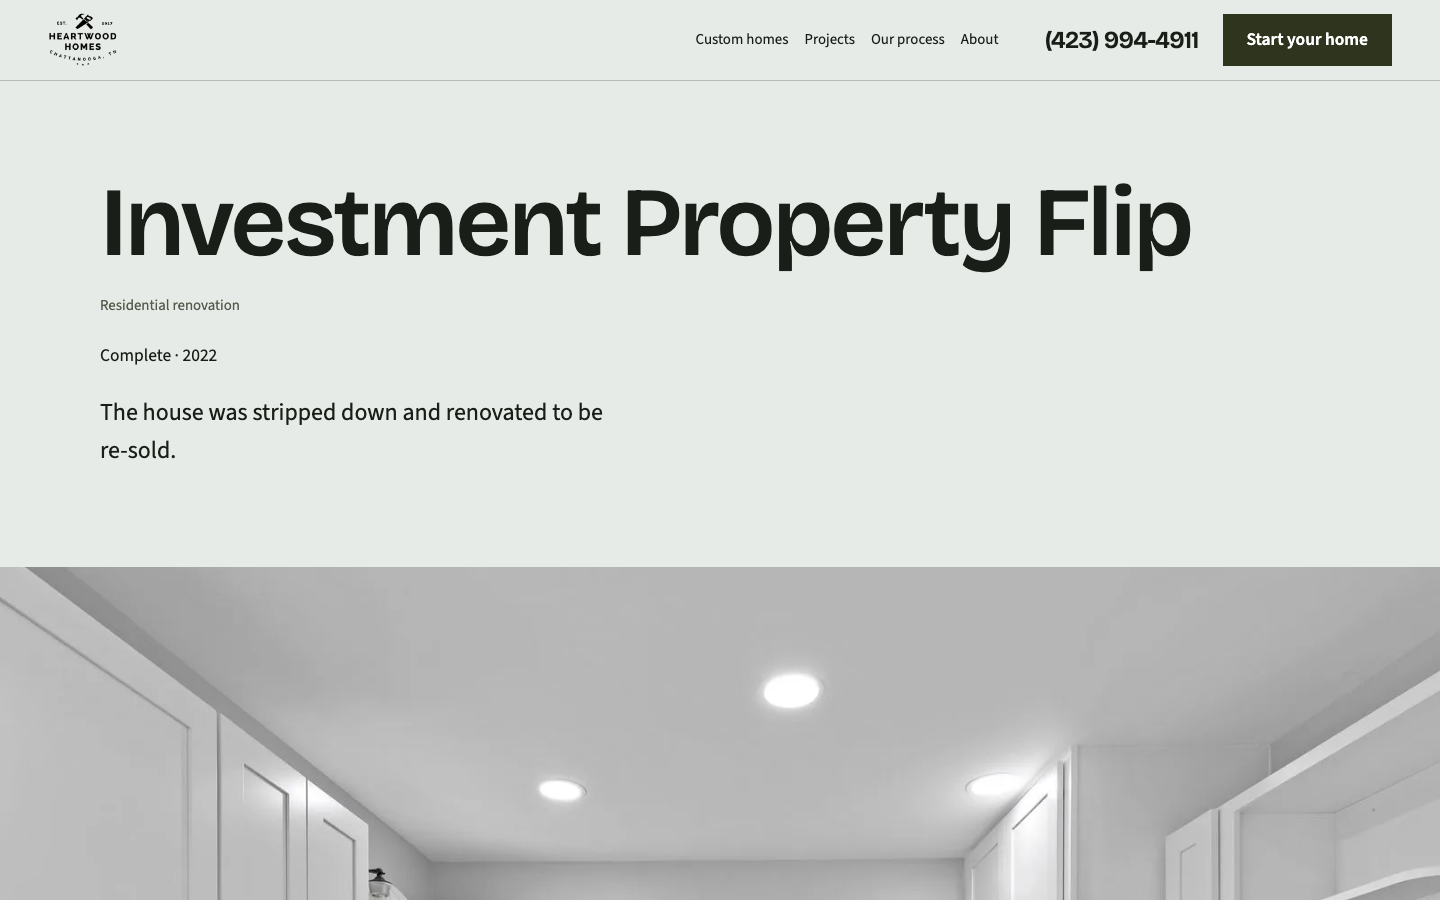 EST. 2017
HEARTWOOD
HOMES
CHATTANOOGA, TN
Custom homes Projects Our process About (423) 994-4911 Start your home
Investment Property Flip
Residential renovation
Complete · 2022
The house was stripped down and renovated to be
re-sold.